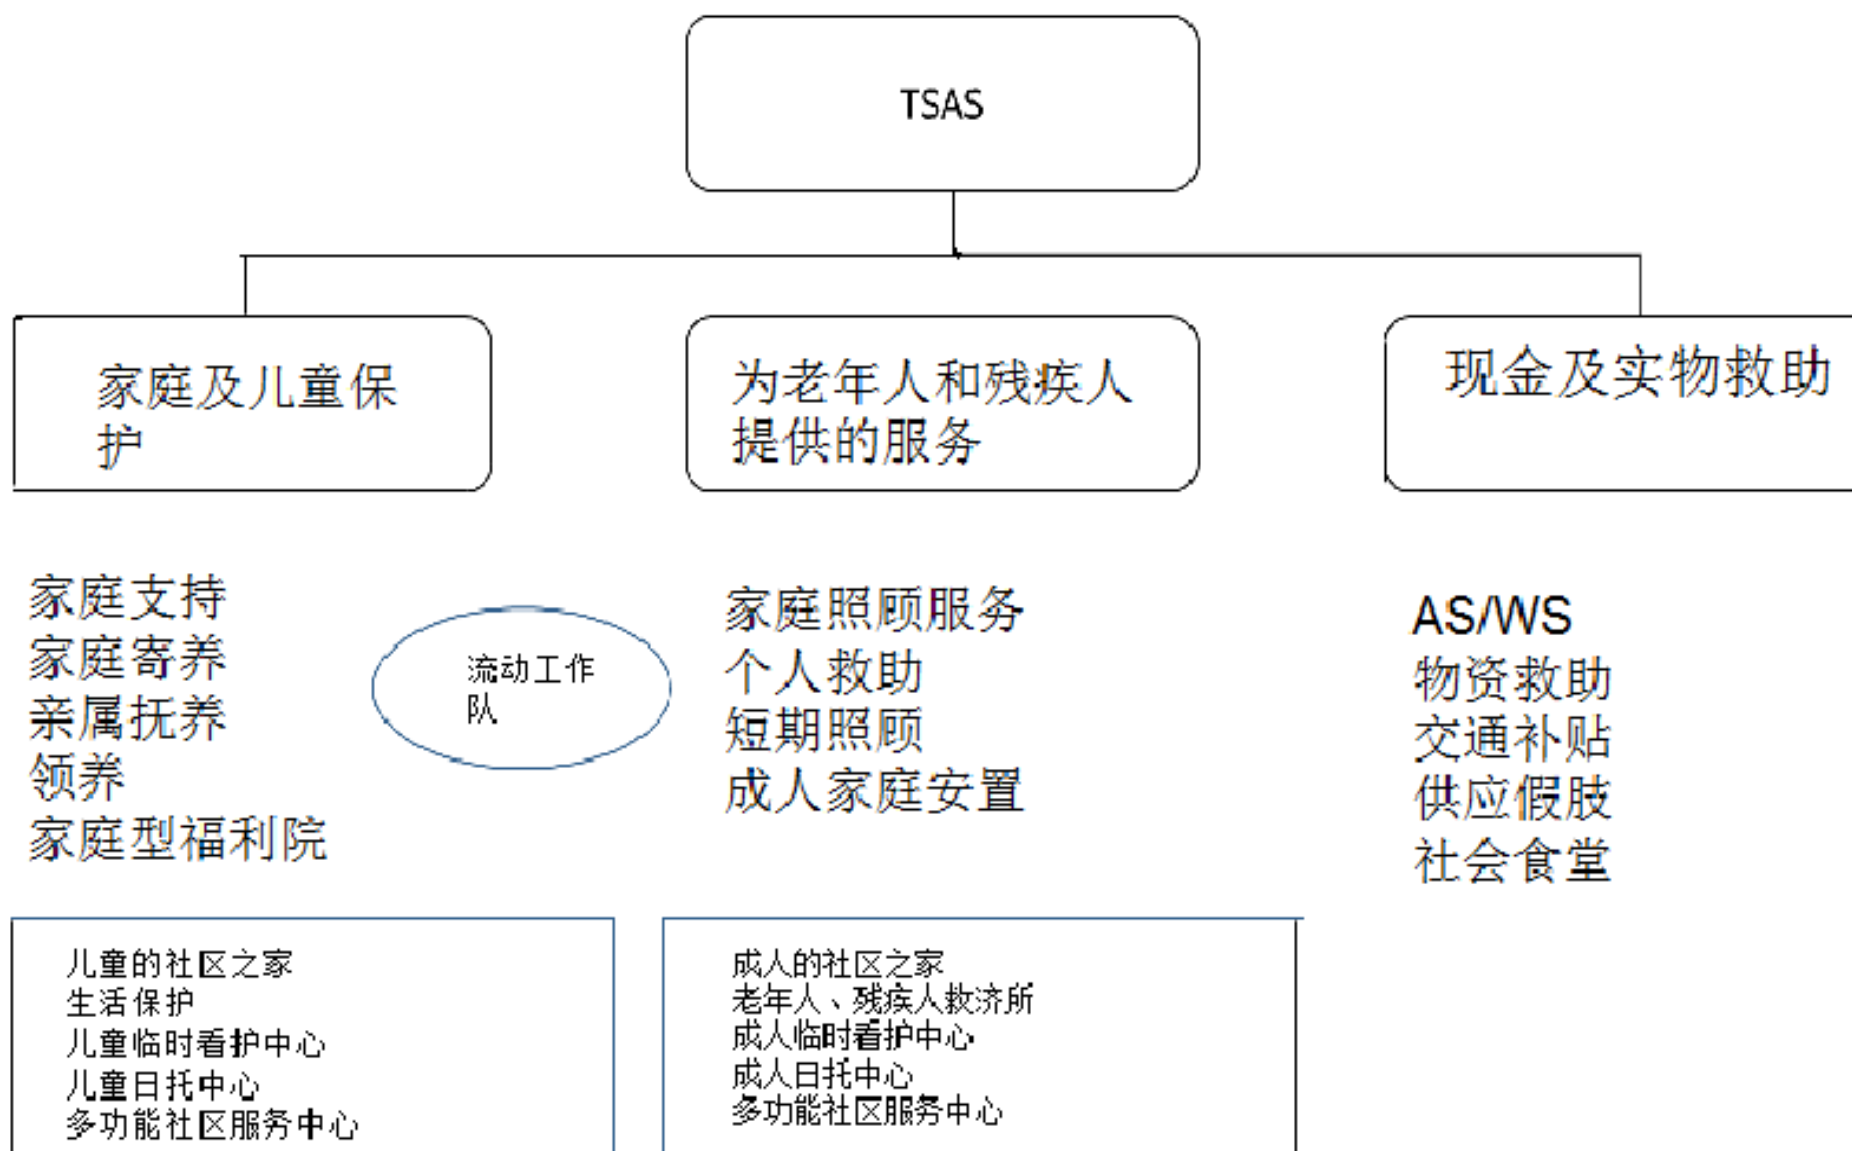 TSAS
家庭及儿童保
护
为老年人和残疾人
提供的服务
现金及实物救助
家庭支持
家庭寄养
亲属抚养
领养
家庭型福利院
流动工作
队
家庭照顾服务
个人救助
短期照顾
成人家庭安置
AS/WS
物资救助
交通补贴
供应假肢
社会食堂
儿童的社区之家
生活保护
儿童临时看护中心
儿童日托中心
多功能社区服务中心
成人的社区之家
老年人、残疾人救济所
成人临时看护中心
成人日托中心
多功能社区服务中心